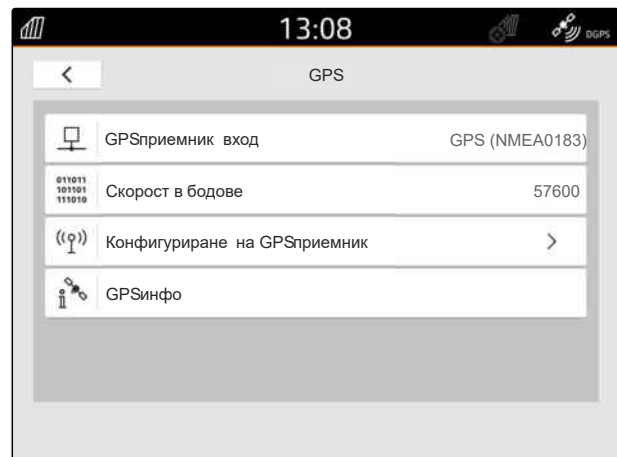 13:08
DGPS
GPS
GPSприемник вход GPS (NMEA0183)
011011
101101
111010
Скорост в бодове 57600
Конфигуриране на GPSприемник
GPSинфо